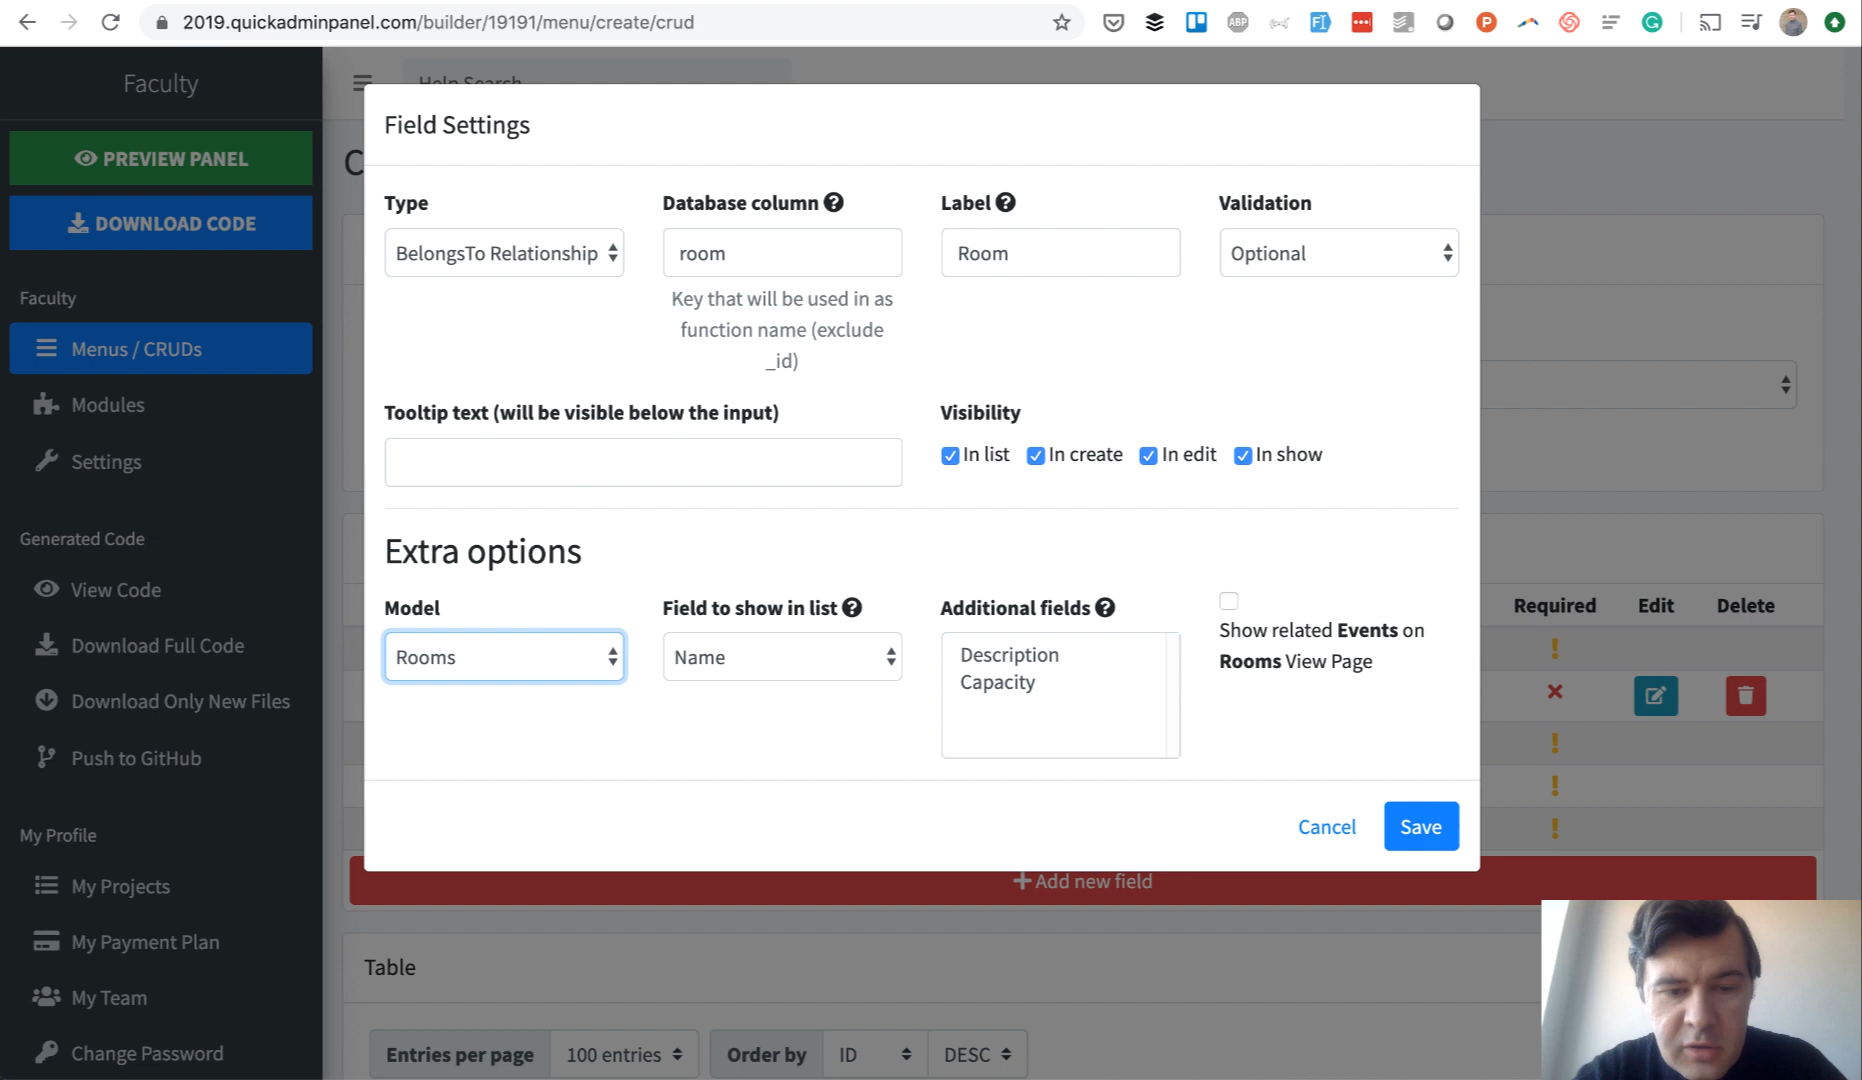 2019.quickadminpanel.com/builder/19191/menu/create/crud
ABP
P
G
Faculty
Help Search
PREVIEW PANEL
DOWNLOAD CODE
Faculty
Menus / CRUDs
Modules
Settings
Generated Code
View Code
Download Full Code
Download Only New Files
Push to GitHub
My Profile
My Projects
My Payment Plan
My Team
Change Password
C
Field Settings
Type
Database column ?
Label ?
Validation
BelongsTo Relationship
room
Room
Optional
Key that will be used in as
function name (exclude
_id)
Tooltip text (will be visible below the input)
Visibility
In list
In create
In edit
In show
Extra options
Model
Field to show in list ?
Additional fields ?
Rooms
Name
Description
Capacity
Show related Events on
Rooms View Page
Cancel
Save
Required
Edit
Delete
+ Add new field
Table
Entries per page
100 entries
Order by
ID
DESC